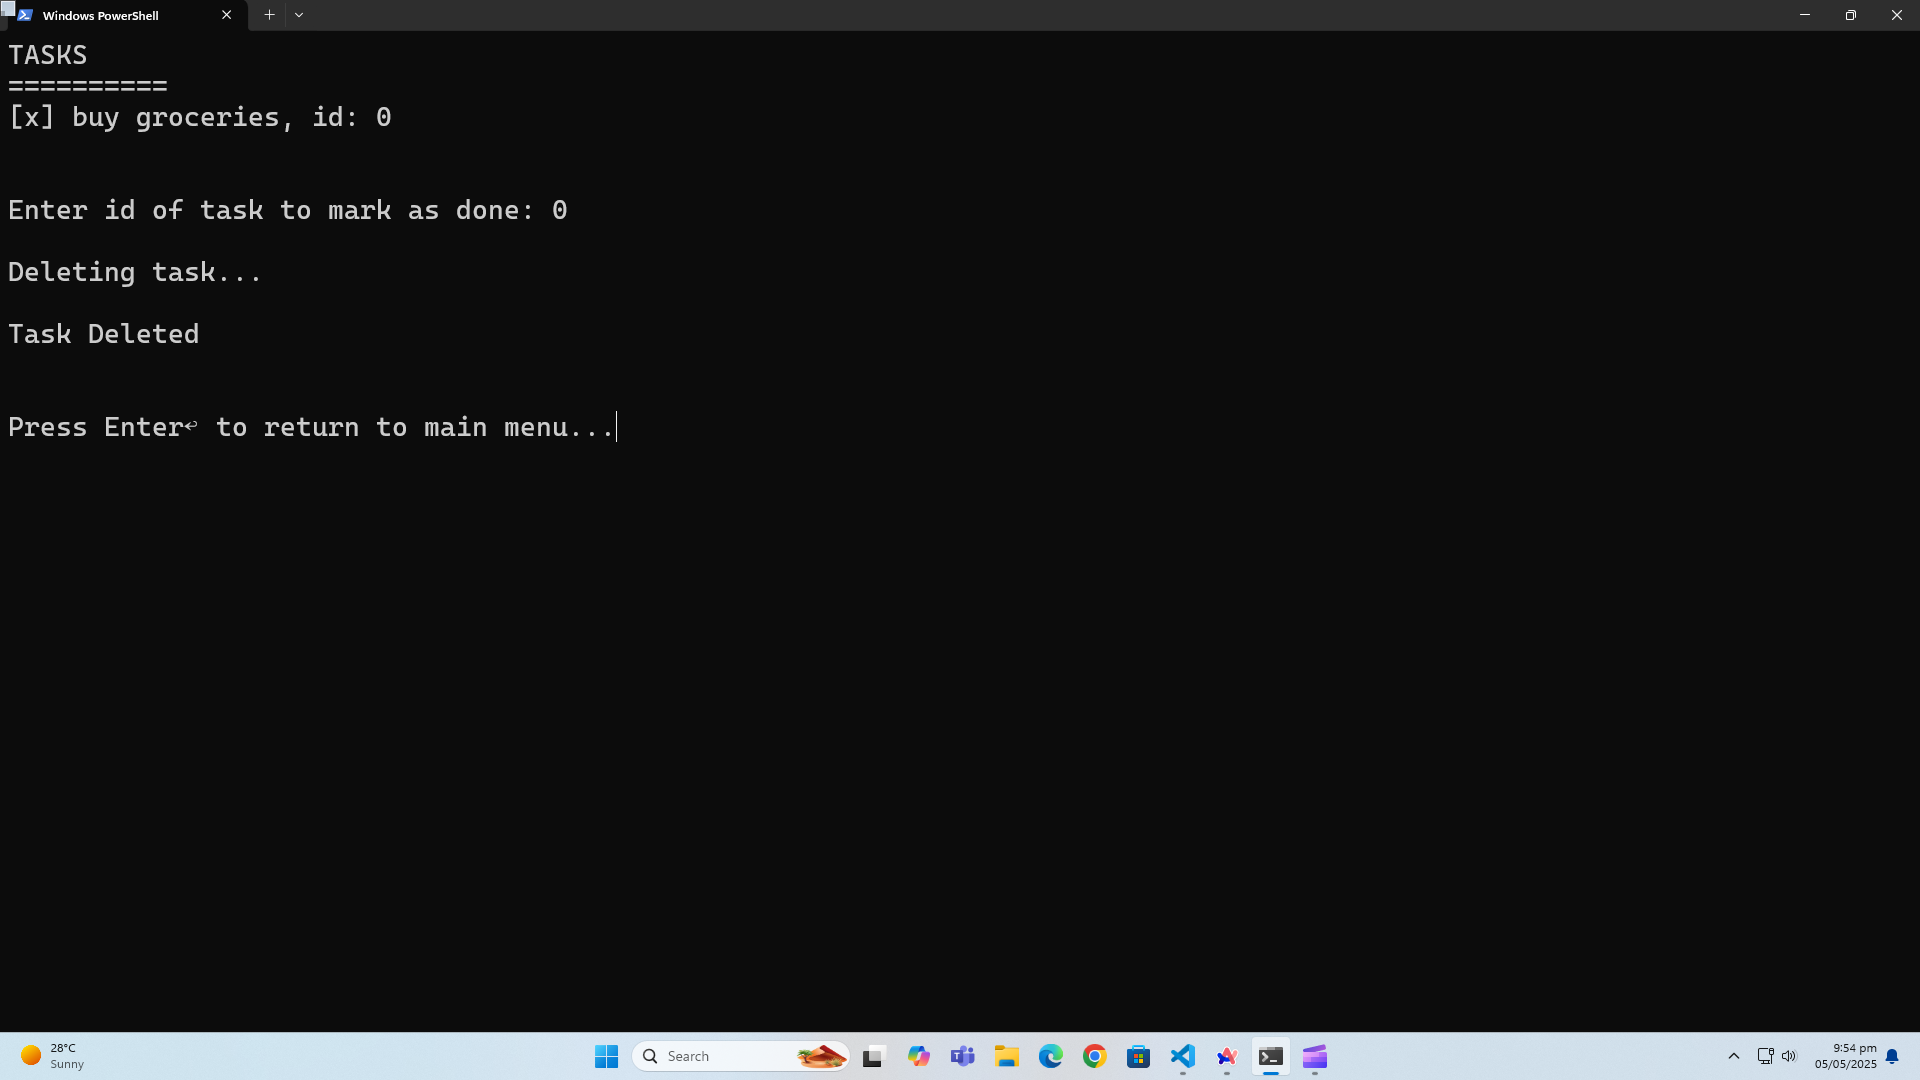 Windows PowerShell
TASKS
==========
[x] buy groceries, id: 0
Enter id of task to mark as done: 0
Deleting task...
Task Deleted
Press Enter↩ to return to main menu...
28°C
Sunny
Search
9:54 pm
05/05/2025